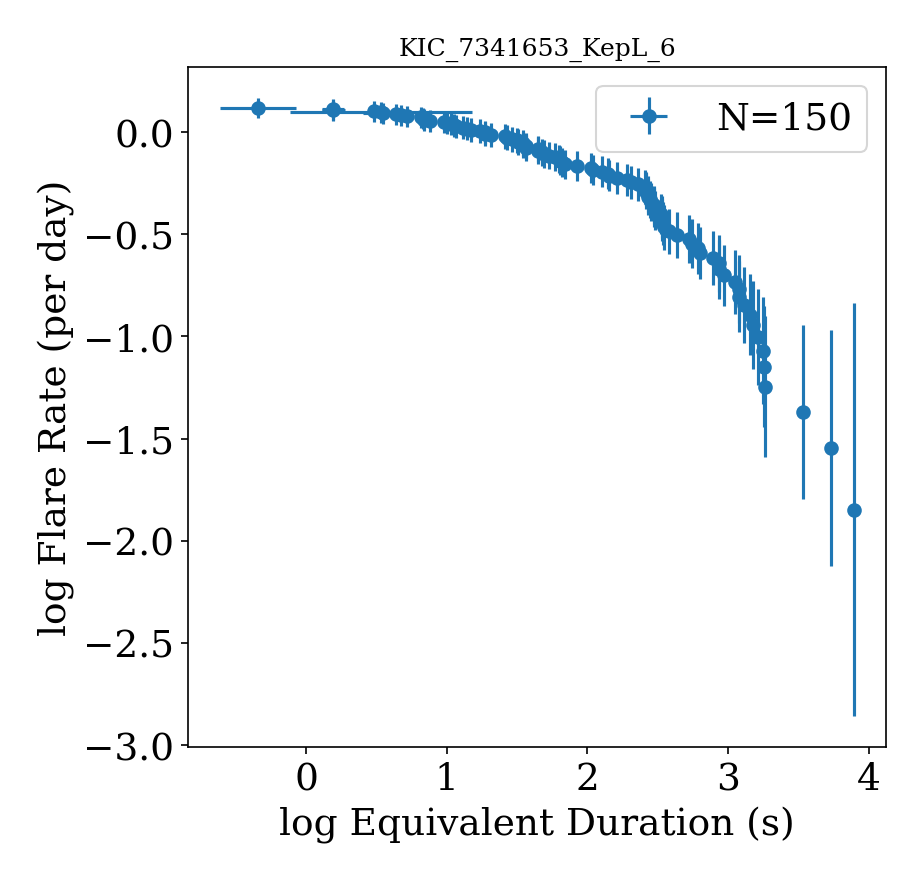 KIC_7341653_KepL_6
N=150
0.0
−0.5
−1.0
−1.5
−2.0
−2.5
−3.0
log Flare Rate (per day)
0 1 2 3 4
log Equivalent Duration (s)